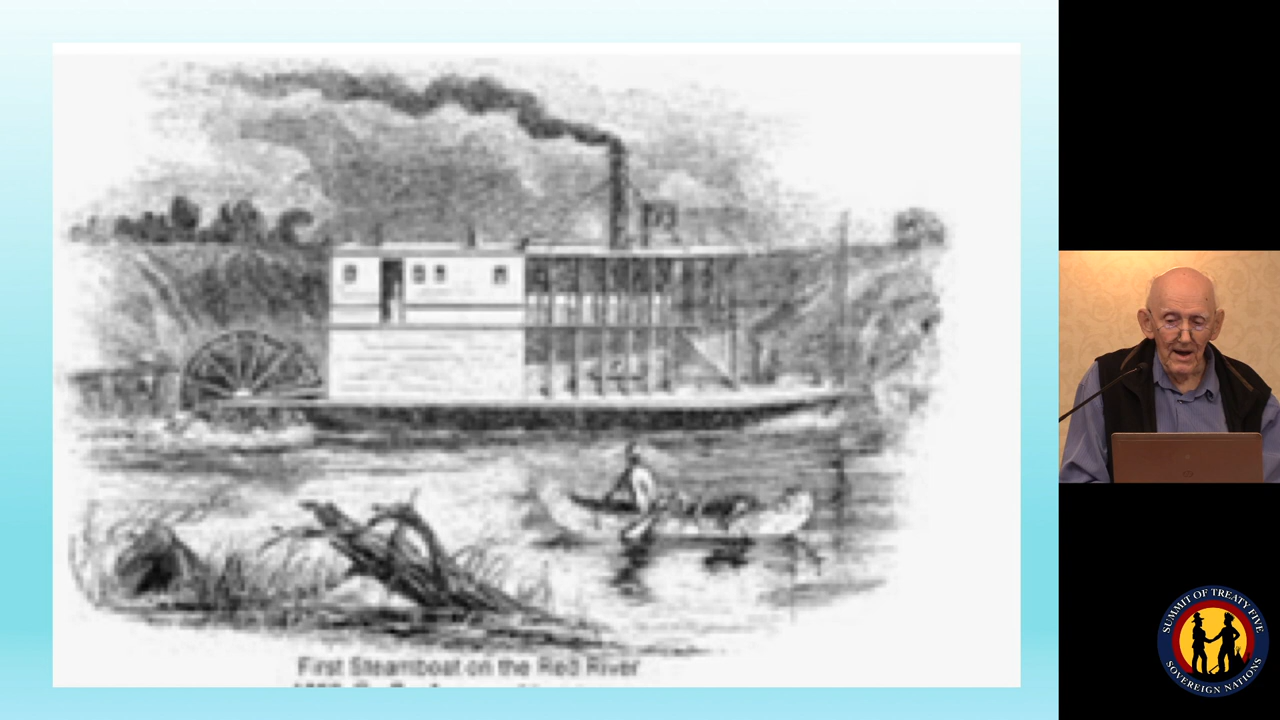 First Steamboat on the Red River
SUMMIT OF TREATY FIVE
SOVEREIGN NATIONS